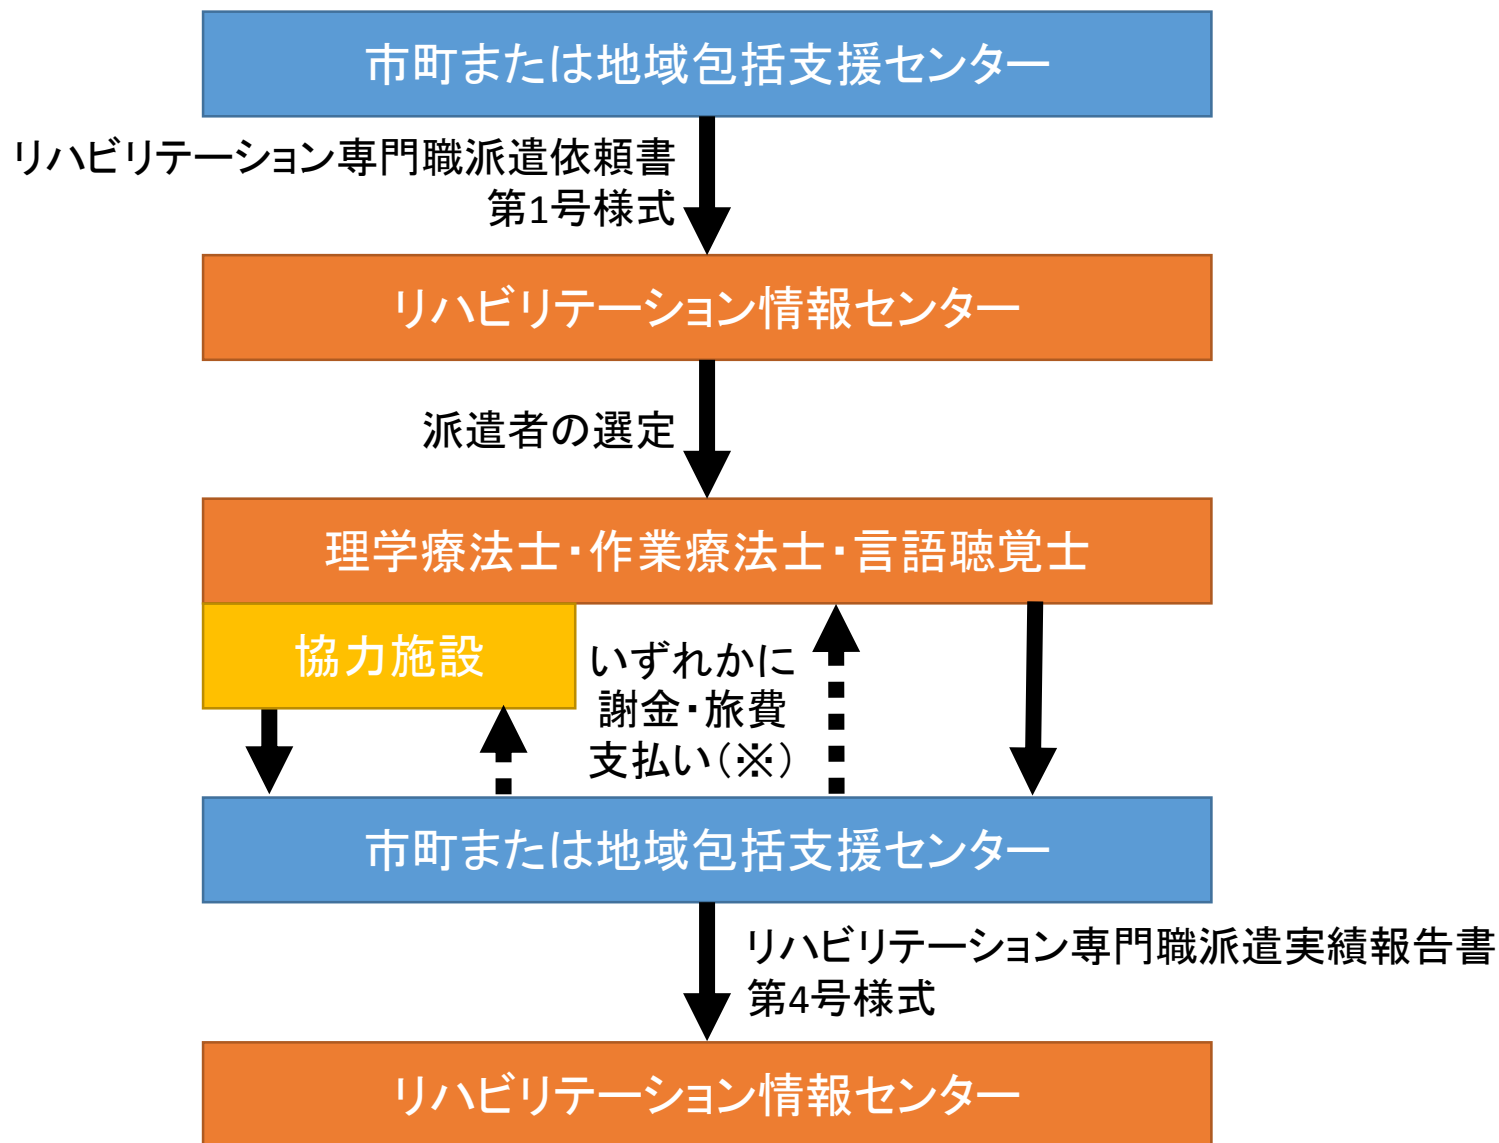 市町または地域包括支援センター
リハビリテーション専門職派遣依頼書
第1号様式
リハビリテーション情報センター
派遣者の選定
理学療法士・作業療法士・言語聴覚士
協力施設
いずれかに
謝金・旅費
支払い（※）
市町または地域包括支援センター
リハビリテーション専門職派遣実績報告書
第4号様式
リハビリテーション情報センター